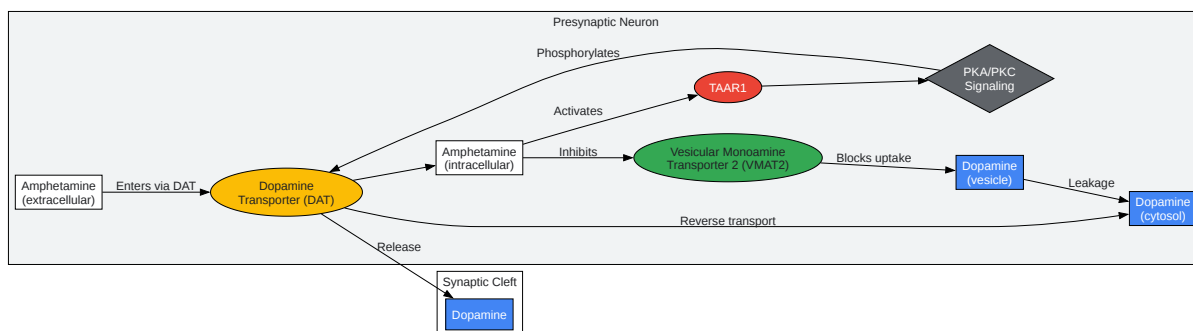 Presynaptic Neuron
Phosphorylates
PKA/PKC
Signaling
TAAR1
Activates
Amphetamine
(intracellular)
Inhibits
Vesicular Monoamine
Transporter 2 (VMAT2)
Blocks uptake
Dopamine
(vesicle)
Leakage
Amphetamine
(extracellular)
Enters via DAT
Dopamine
Transporter (DAT)
Dopamine
(cytosol)
Reverse transport
Release
Synaptic Cleft
Dopamine